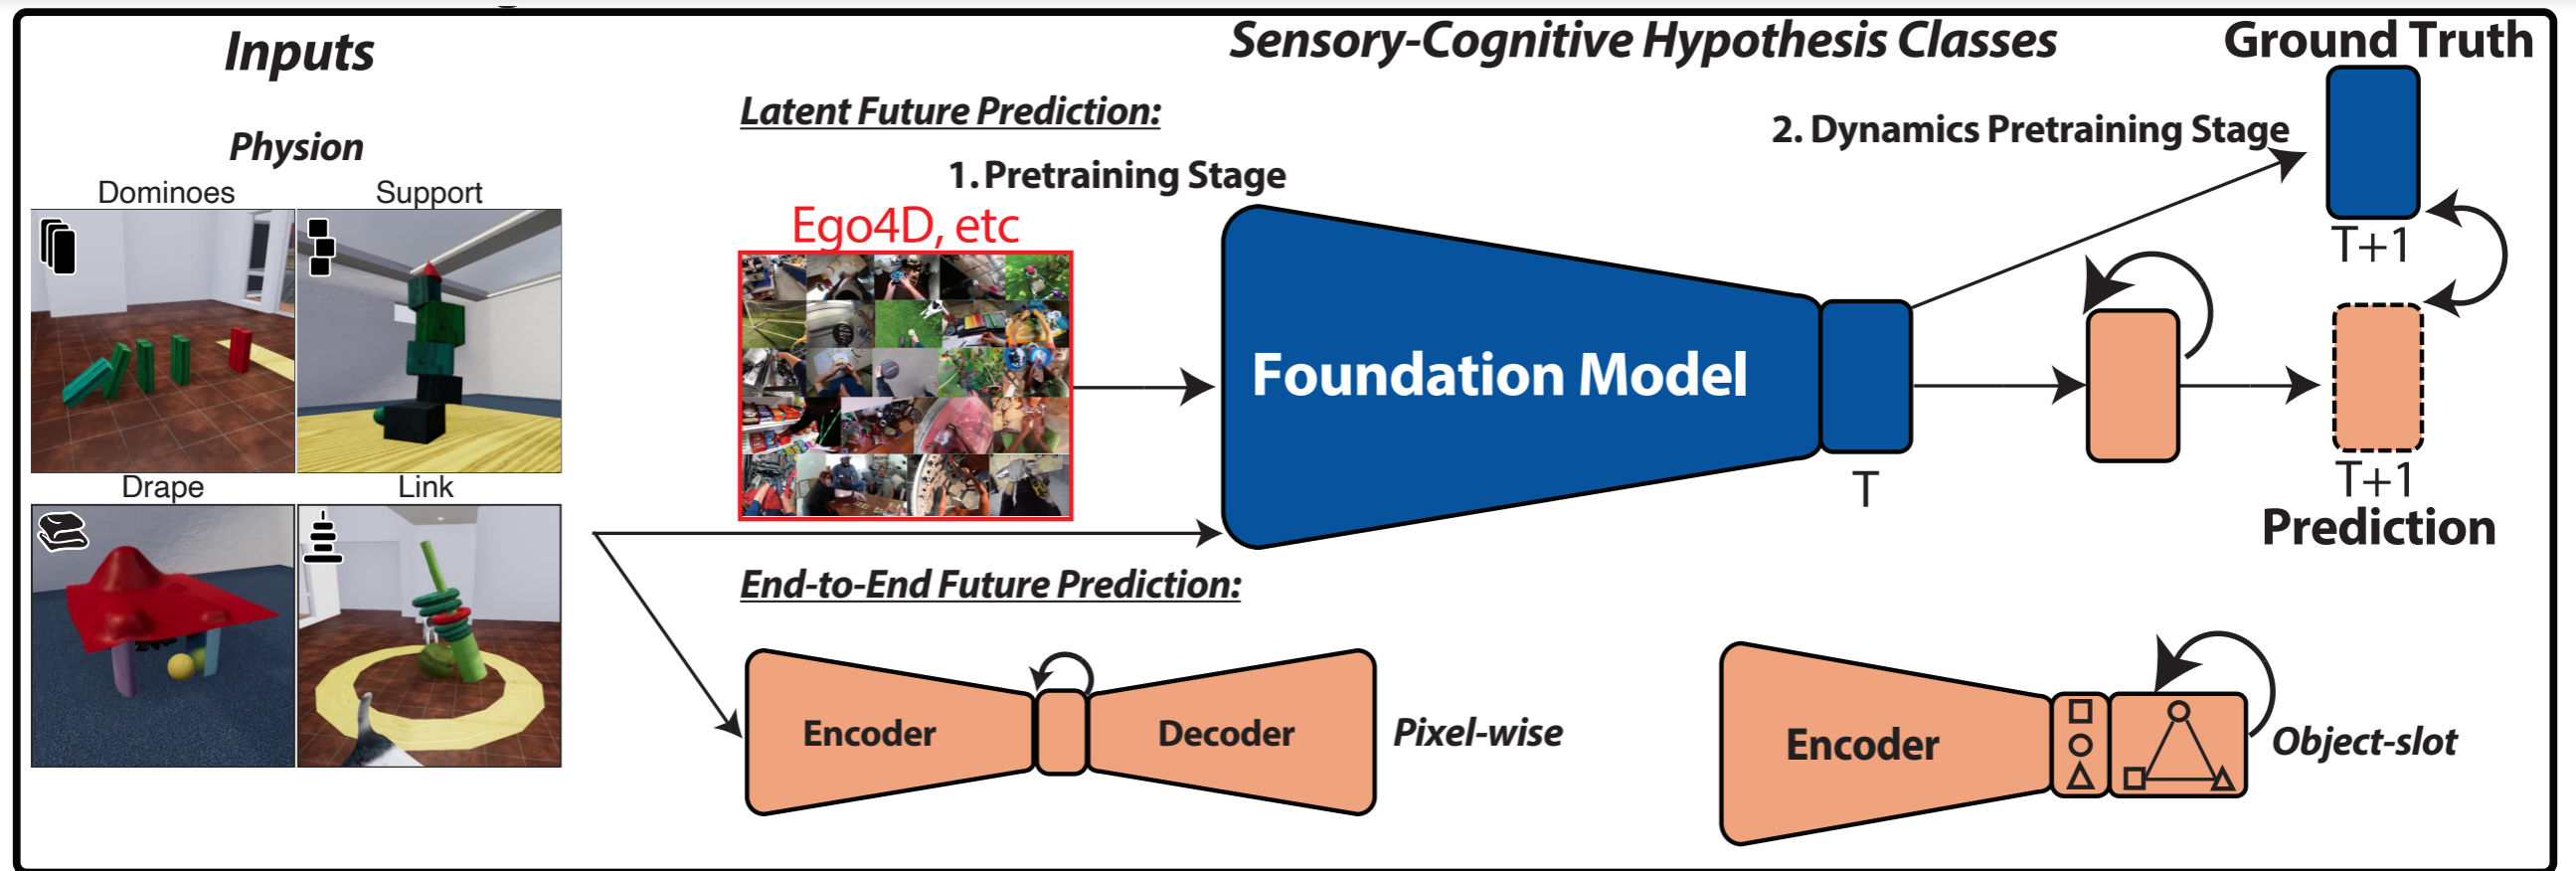 Inputs
Physion
Dominoes
Support
Drape
Link
Sensory-Cognitive Hypothesis Classes
Ground Truth
Latent Future Prediction:
1. Pretraining Stage
2. Dynamics Pretraining Stage
Ego4D, etc
Foundation Model
T
T+1
T+1
Prediction
End-to-End Future Prediction:
Encoder
Decoder
Pixel-wise
Encoder
Object-slot